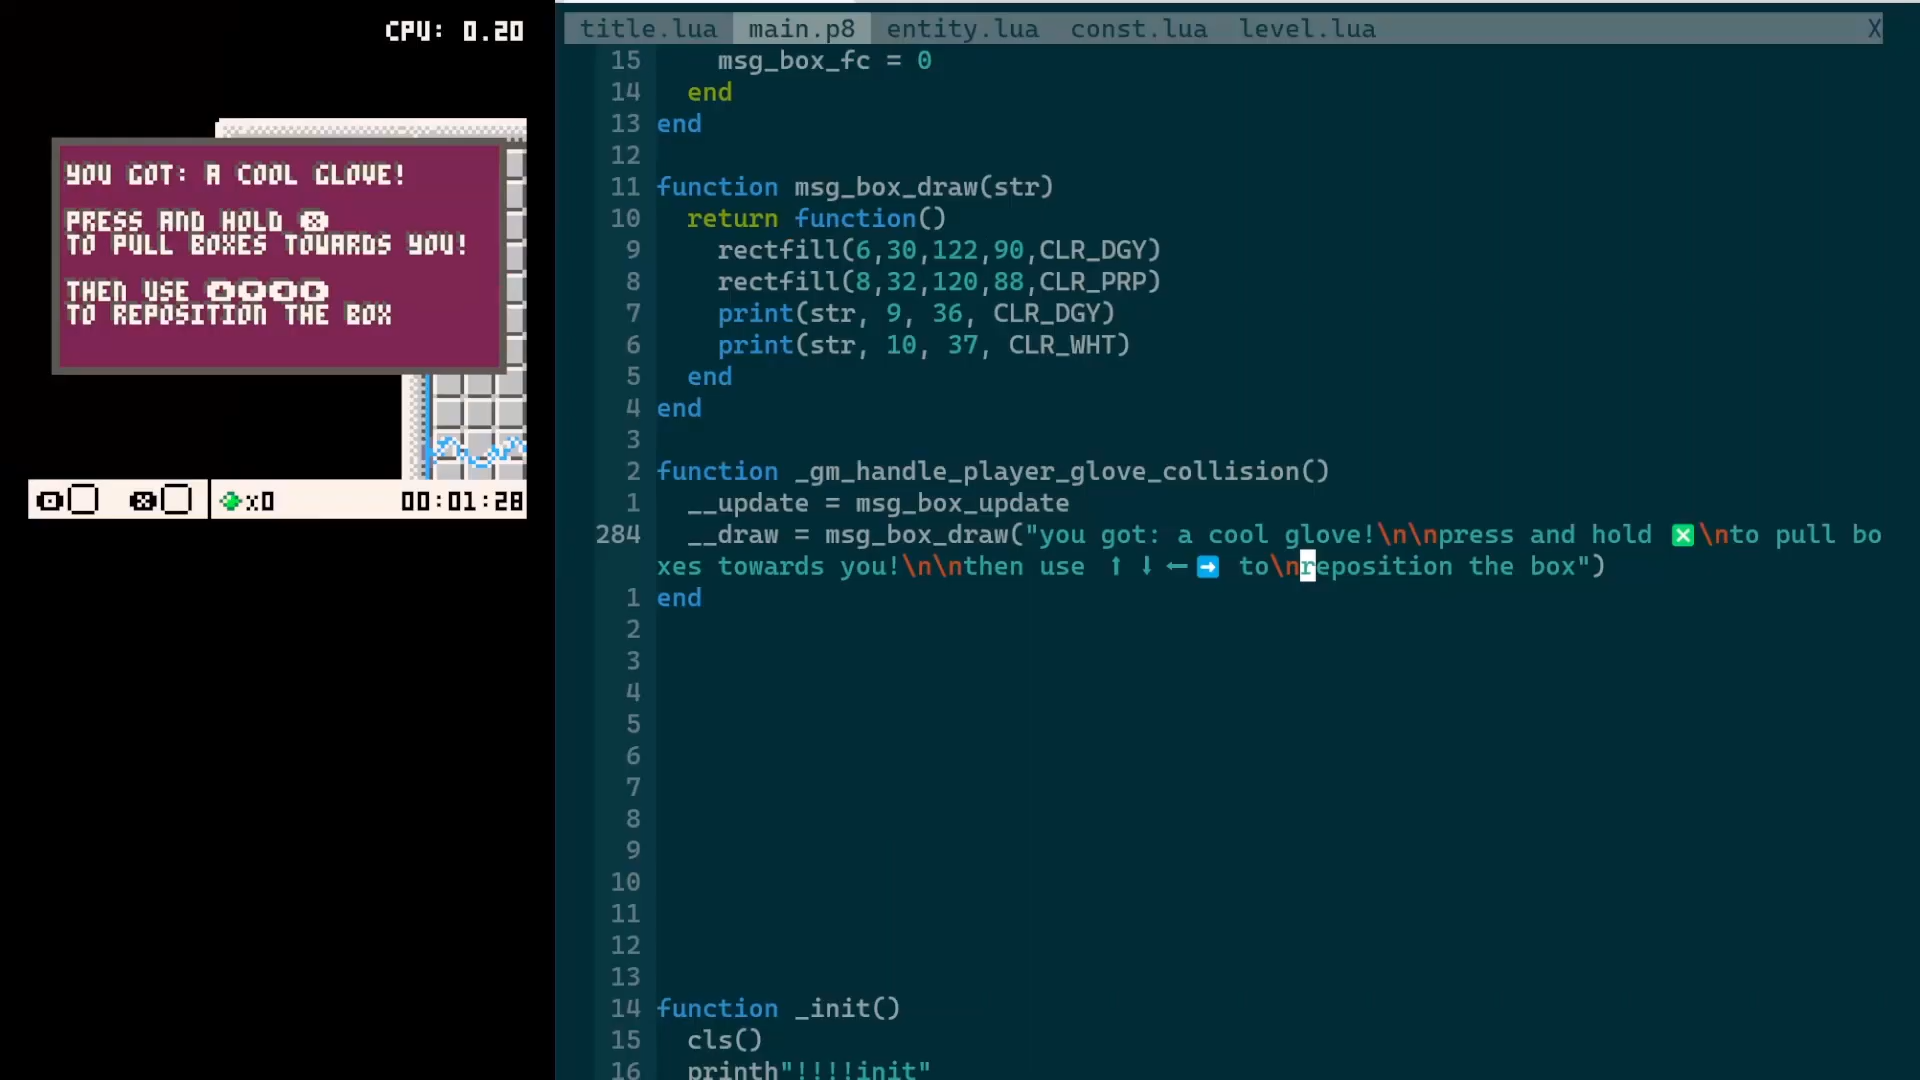 CPU: 0.20
YOU GOT: A COOL GLOVE!
PRESS AND HOLD ❎
TO PULL BOXES TOWARDS YOU!
THEN USE ⬆️⬇️⬅️➡️
TO REPOSITION THE BOX
🅾️ ❎ x0 00:01:28
title.lua main.p8 entity.lua const.lua level.lua X
15 msg_box_fc = 0
14 end
13 end
12
11 function msg_box_draw(str)
10 return function()
9 rectfill(6,30,122,90,CLR_DGY)
8 rectfill(8,32,120,88,CLR_PRP)
7 print(str, 9, 36, CLR_DGY)
6 print(str, 10, 37, CLR_WHT)
5 end
4 end
3
2 function _gm_handle_player_glove_collision()
1 __update = msg_box_update
284 __draw = msg_box_draw("you got: a cool glove!\n\npress and hold ❎\nto pull bo
xes towards you!\n\nthen use ⬆⬇⬅➡️ to\nreposition the box")
1 end
2
3
4
5
6
7
8
9
10
11
12
13
14 function _init()
15 cls()
16 printh"!!!!init"